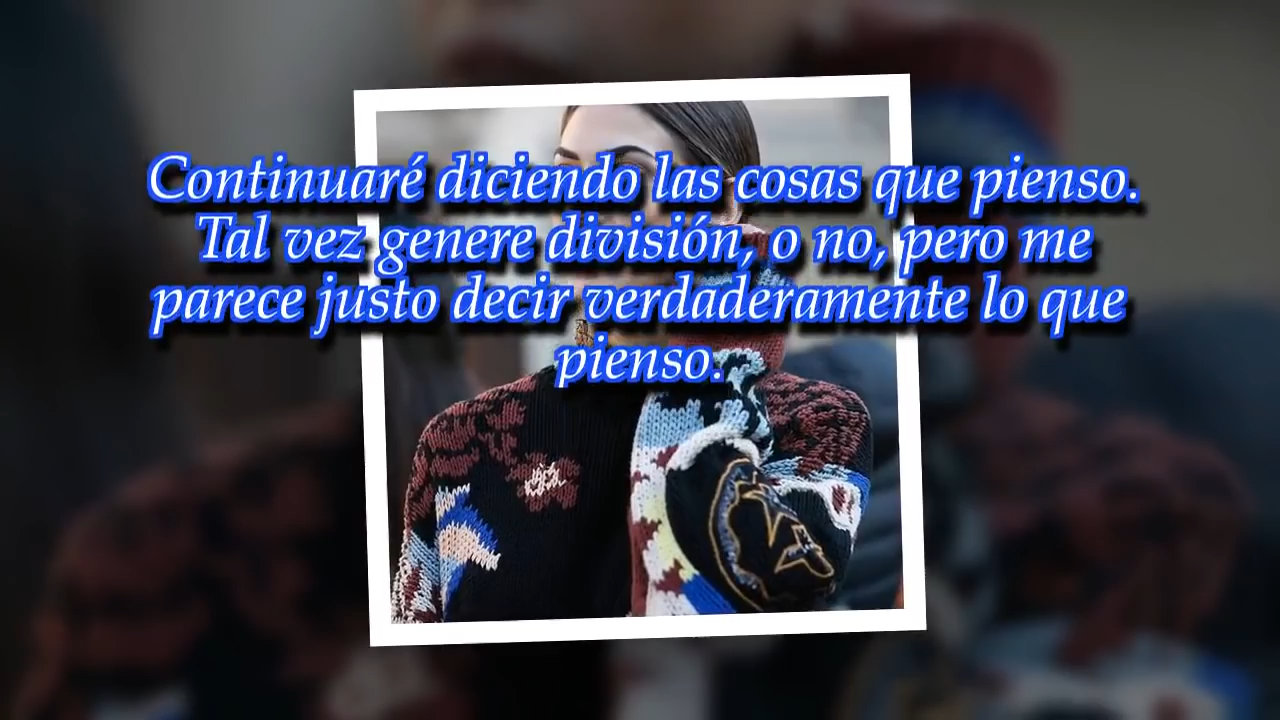 Continuaré diciendo las cosas que pienso.
Tal vez genere división, o no, pero me
parece justo decir verdaderamente lo que
pienso.